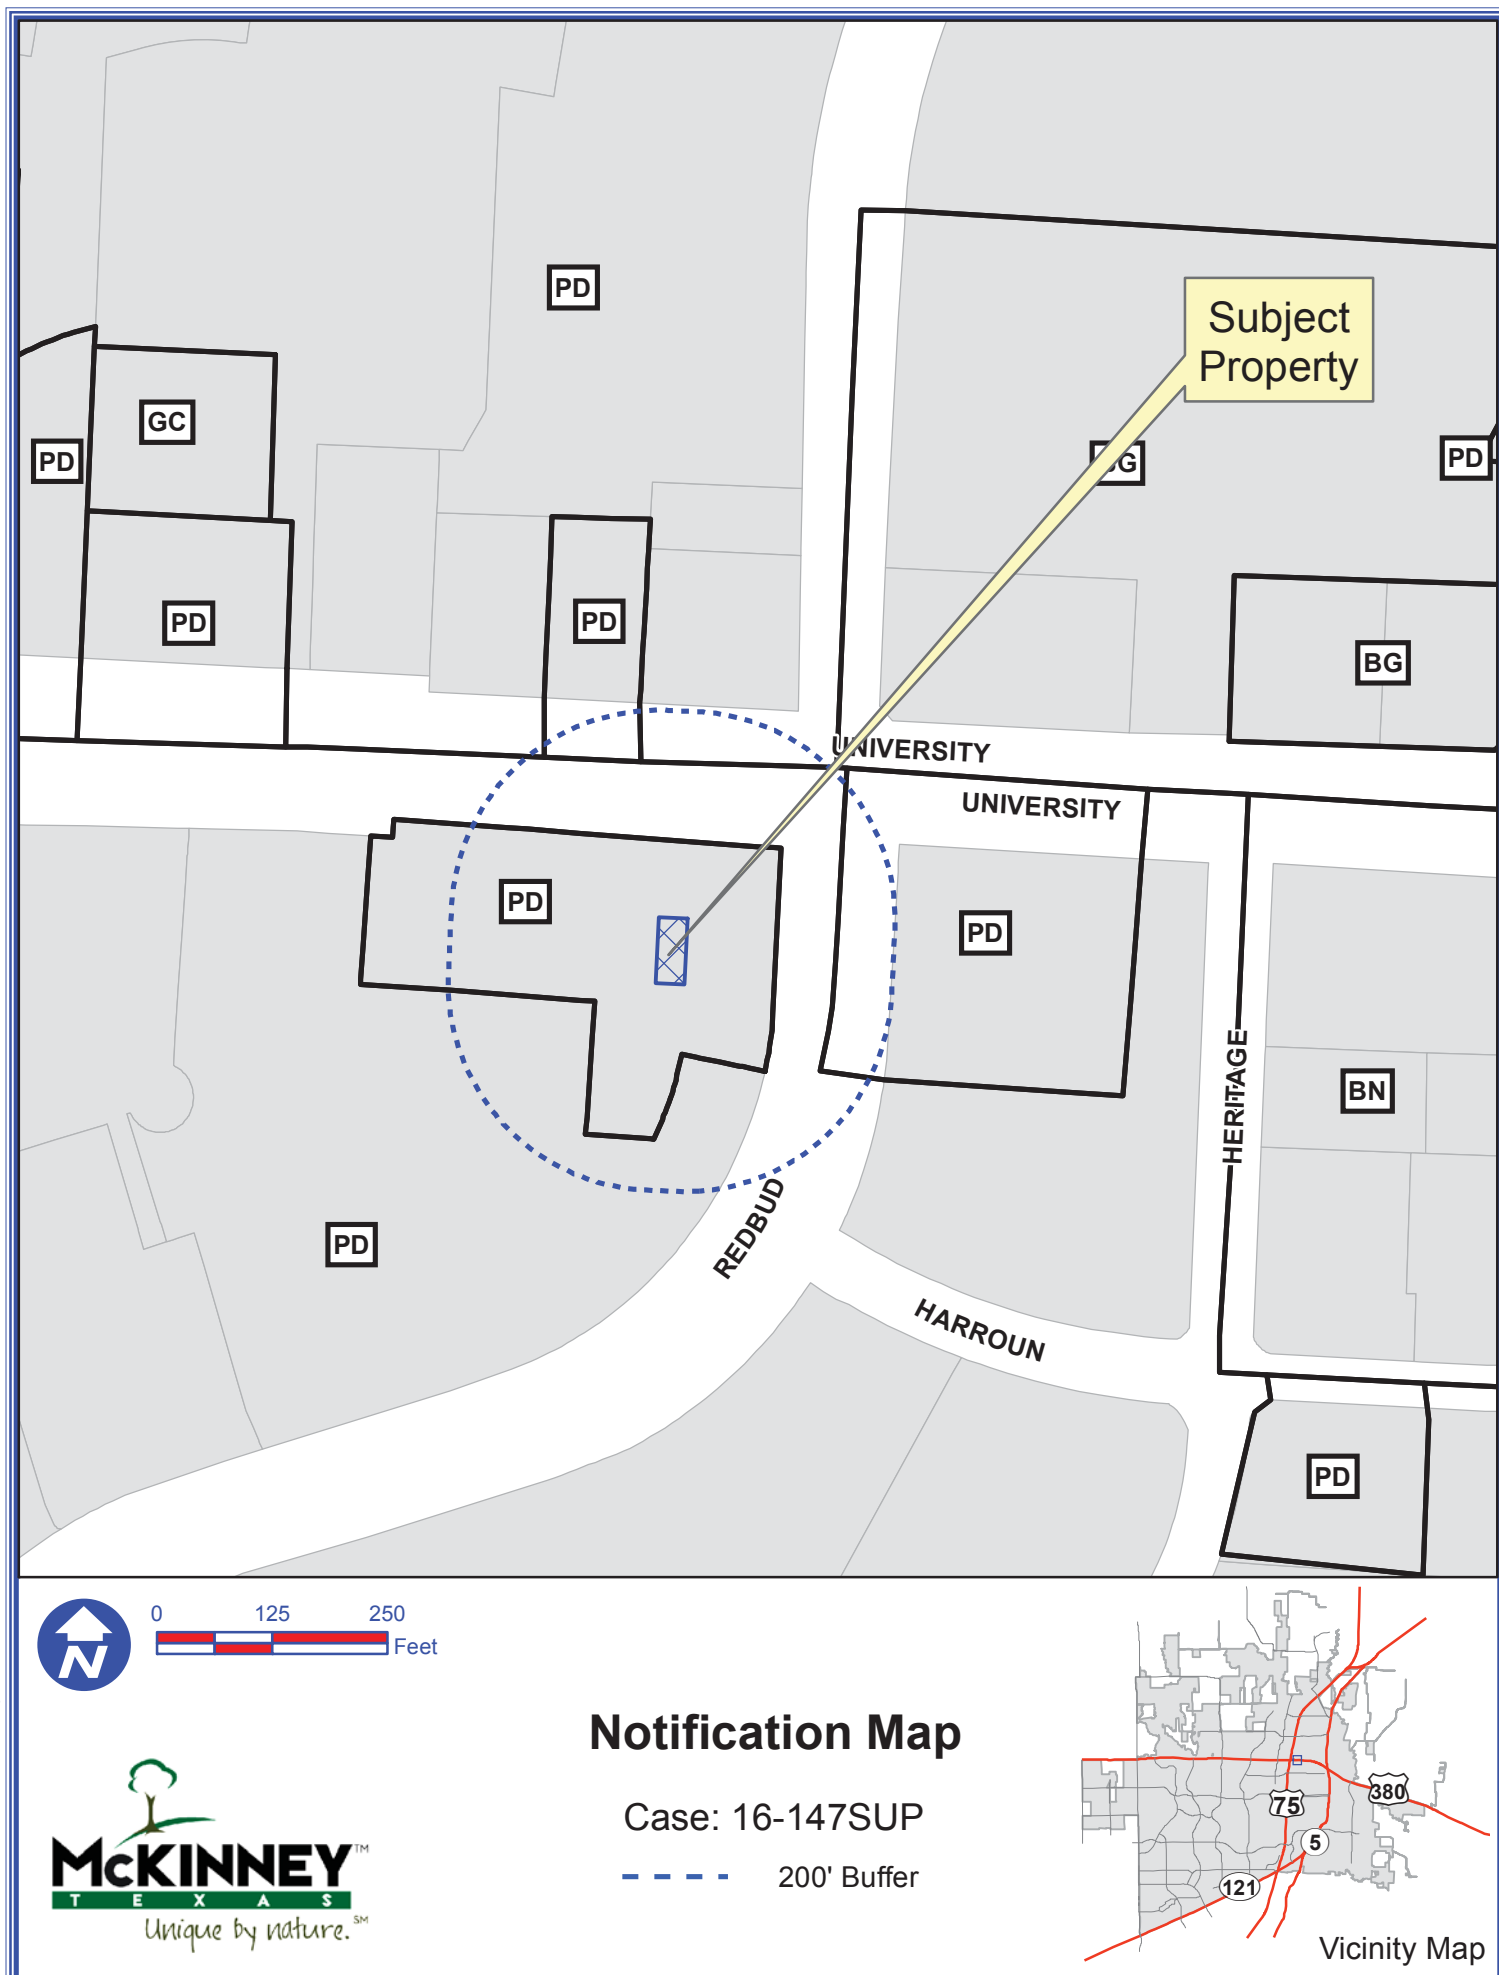 PD
Subject
Property
GC
PD
G
PD
PD
PD
BG
UNIVERSITY
UNIVERSITY
PD
PD
HERITAGE
BN
REDBUD
PD
HARROUN
PD
N
0 125 250
Feet
Notification Map
Case: 16-147SUP
200' Buffer
McKINNEY™
TEXAS
Unique by nature.℠
75
380
5
121
Vicinity Map